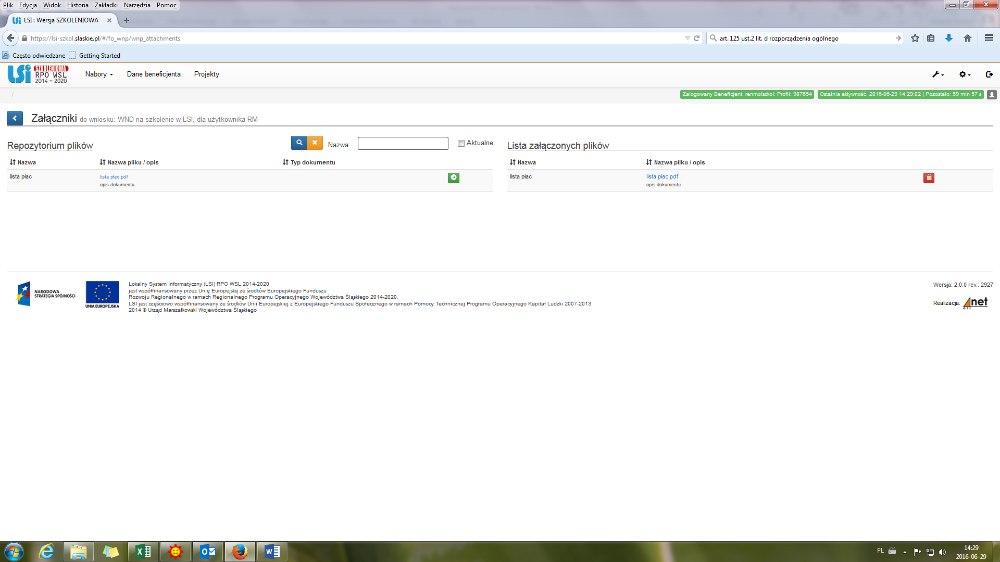 Plik Edycja Widok Historia Zakładki Narzędzia Pomoc
LSI : Wersja SZKOLENIOWA
https://lsi-szkol.slaskie.pl/#/fo_wnp/wnp_attachments
art. 125 ust.2 lit. d rozporządzenia ogólnego
Często odwiedzane Getting Started
LSI SZKOLENIOWA
RPO WSL
2014 - 2020
Nabory Dane beneficjenta Projekty
/
Zalogowany Beneficjent: renmolszkol; Profil: 987654 Ostatnia aktywność: 2016-06-29 14:29:02 | Pozostało: 59 min 57 s
Załączniki do wniosku: WND na szkolenie w LSI, dla użytkownika RM
Repozytorium plików
Nazwa:
Aktualne
Nazwa Nazwa pliku / opis Typ dokumentu
lista płac lista płac.pdf
opis dokumentu
Lista załączonych plików
Nazwa Nazwa pliku / opis
lista płac lista płac.pdf
opis dokumentu
NARODOWA
STRATEGIA SPÓJNOŚCI
UNIA EUROPEJSKA
Lokalny System Informatyczny (LSI) RPO WSL 2014-2020
jest współfinansowany przez Unię Europejską ze środków Europejskiego Funduszu
Rozwoju Regionalnego w ramach Regionalnego Programu Operacyjnego Województwa Śląskiego 2014-2020.
LSI jest częściowo współfinansowany ze środków Unii Europejskiej z Europejskiego Funduszu Społecznego w ramach Pomocy Technicznej Programu Operacyjnego Kapitał Ludzki 2007-2013.
2014 © Urząd Marszałkowski Województwa Śląskiego
Wersja: 2.0.0 rev.: 2927
Realizacja: 4net
art
PL
14:29
2016-06-29